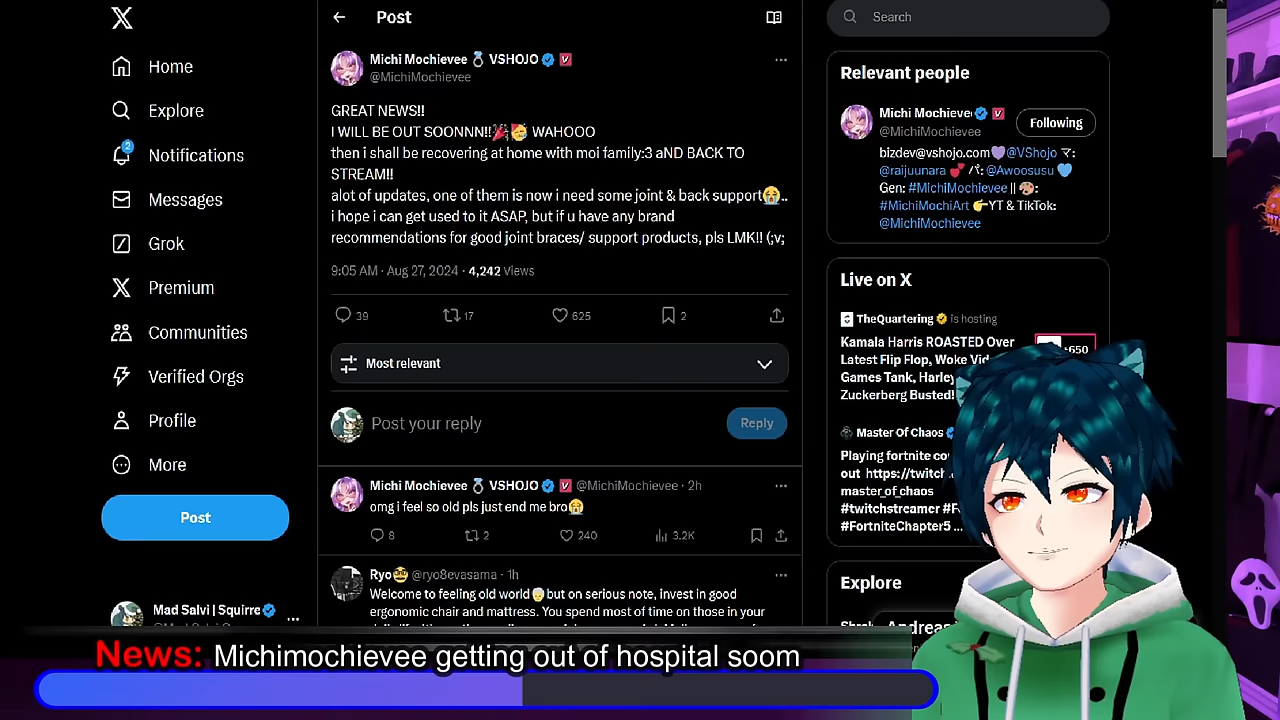 Home
Explore
2
Notifications
Messages
Grok
Premium
Communities
Verified Orgs
Profile
More
Post
Mad Salvi | Squirre
Post
Michi Mochievee 💍 VSHOJO
@MichiMochievee
GREAT NEWS!!
I WILL BE OUT SOONNN!!🎉🥳 WAHOOO
then i shall be recovering at home with moi family:3 aND BACK TO
STREAM!!
alot of updates, one of them is now i need some joint & back support😭..
i hope i can get used to it ASAP, but if u have any brand
recommendations for good joint braces/ support products, pls LMK!! (;v;
9:05 AM · Aug 27, 2024 · 4,242 Views
39
17
625
2
Most relevant
Post your reply
Reply
Michi Mochievee 💍 VSHOJO @MichiMochievee · 2h
omg i feel so old pls just end me bro😭
8
2
240
3.2K
Ryo🤓 @ryo8evasama · 1h
Welcome to feeling old world👴but on serious note, invest in good
ergonomic chair and mattress. You spend most of time on those in your
Search
Relevant people
Michi Mochieve
@MichiMochievee
Following
bizdev@vshojo.com💜@VShojo マ:
@raijuunara 💕 パ: @Awoosusu 💙
Gen: #MichiMochievee || 🎨:
#MichiMochiArt 👉YT & TikTok:
@MichiMochievee
Live on X
TheQuartering is hosting
Kamala Harris ROASTED Over
Latest Flip Flop, Woke Vid
Games Tank, Harley
Zuckerberg Busted!
+650
Master Of Chaos
Playing fortnite co
out https://twitch
master_of_chaos
#twitchstreamer #F
#FortniteChapter5 ...
Explore
Andreas
News: Michimochievee getting out of hospital soom